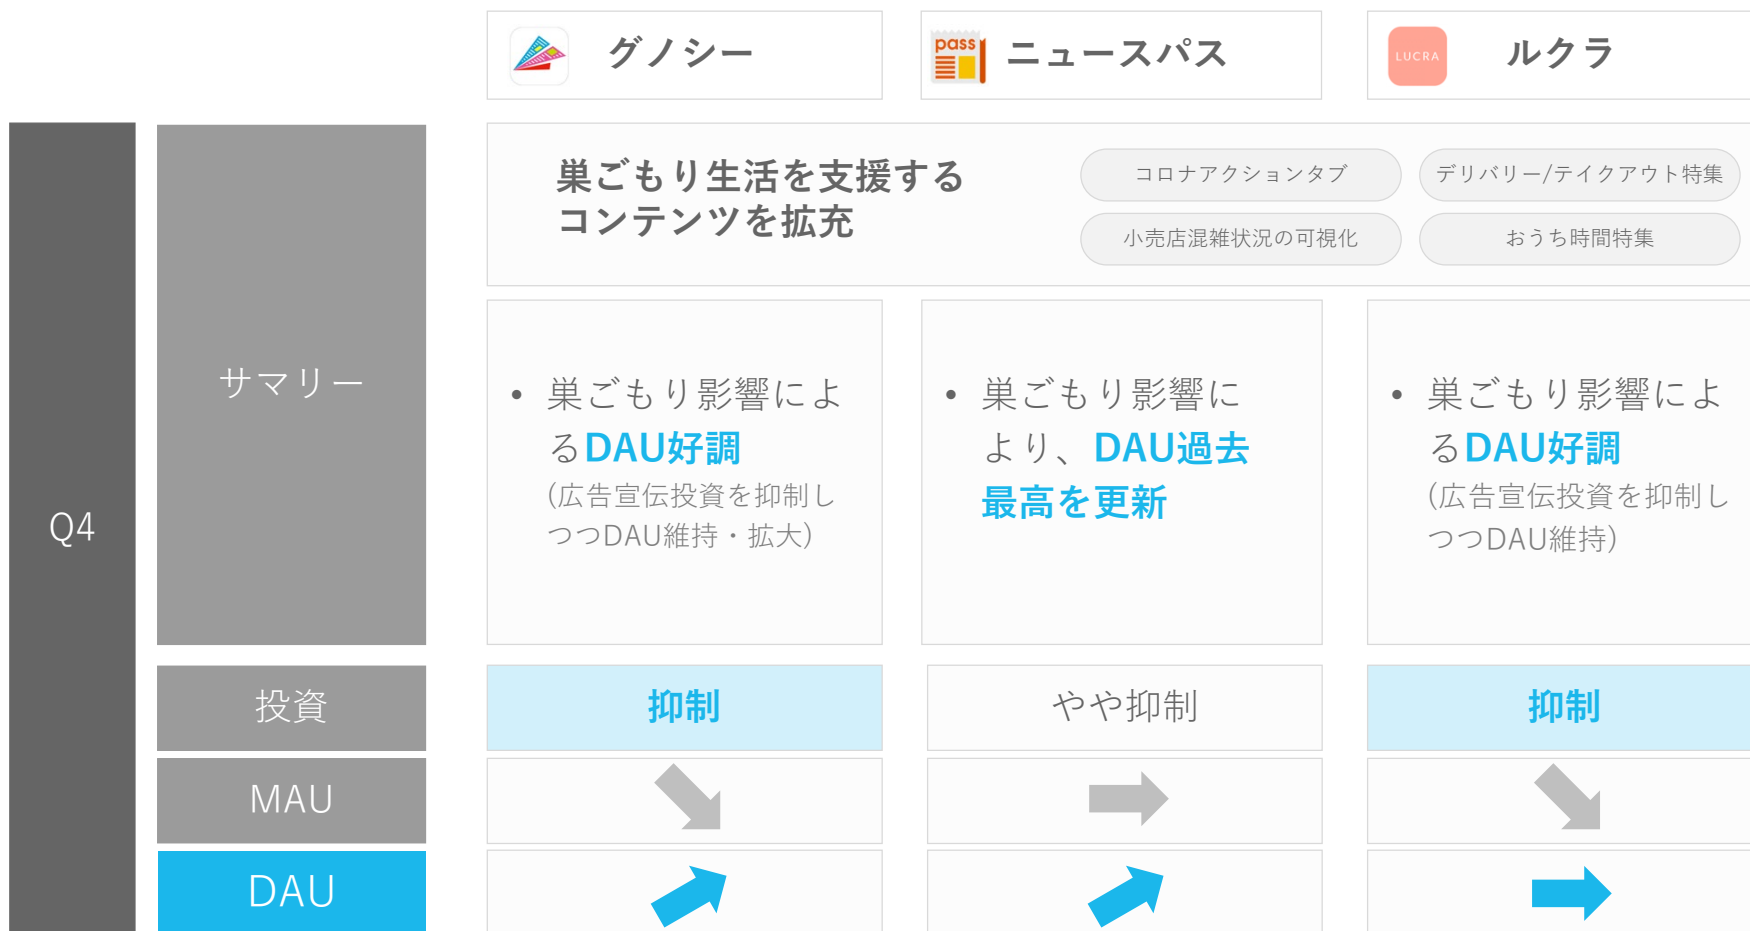 グノシー
pass
ニュースパス
LUCRA
ルクラ
Q4
サマリー
巣ごもり生活を支援する
コンテンツを拡充
コロナアクションタブ
デリバリー/テイクアウト特集
小売店混雑状況の可視化
おうち時間特集
• 巣ごもり影響によ
るDAU好調
(広告宣伝投資を抑制し
つつDAU維持・拡大)
• 巣ごもり影響に
より、DAU過去
最高を更新
• 巣ごもり影響によ
るDAU好調
(広告宣伝投資を抑制し
つつDAU維持)
投資
抑制
やや抑制
抑制
MAU
DAU